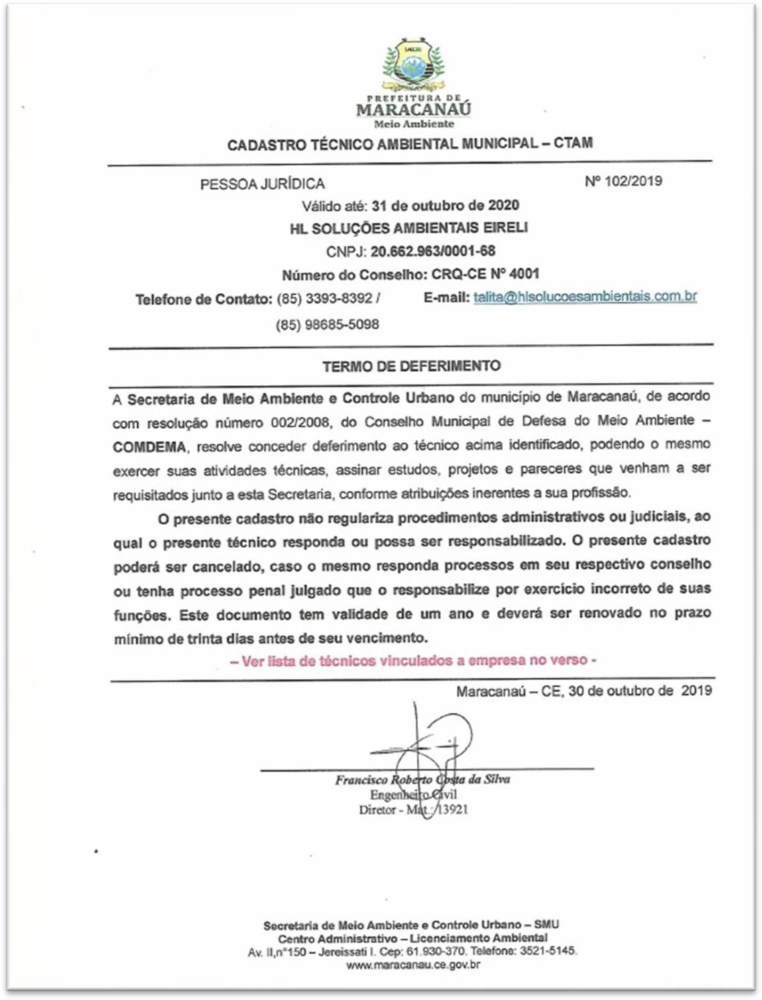 PREFEITURA DE
MARACANAÚ
Meio Ambiente
CADASTRO TÉCNICO AMBIENTAL MUNICIPAL – CTAM
PESSOA JURÍDICA Nº 102/2019
Válido até: 31 de outubro de 2020
HL SOLUÇÕES AMBIENTAIS EIRELI
CNPJ: 20.662.963/0001-68
Número do Conselho: CRQ-CE Nº 4001
Telefone de Contato: (85) 3393-8392 / E-mail: talita@hlsolucoesambientais.com.br
(85) 98685-5098
TERMO DE DEFERIMENTO
A Secretaria de Meio Ambiente e Controle Urbano do município de Maracanaú, de acordo
com resolução número 002/2008, do Conselho Municipal de Defesa do Meio Ambiente –
COMDEMA, resolve conceder deferimento ao técnico acima identificado, podendo o mesmo
exercer suas atividades técnicas, assinar estudos, projetos e pareceres que venham a ser
requisitados junto a esta Secretaria, conforme atribuições inerentes a sua profissão.
O presente cadastro não regulariza procedimentos administrativos ou judiciais, ao
qual o presente técnico responda ou possa ser responsabilizado. O presente cadastro
poderá ser cancelado, caso o mesmo responda processos em seu respectivo conselho
ou tenha processo penal julgado que o responsabilize por exercício incorreto de suas
funções. Este documento tem validade de um ano e deverá ser renovado no prazo
mínimo de trinta dias antes de seu vencimento.
– Ver lista de técnicos vinculados a empresa no verso -
Maracanaú – CE, 30 de outubro de 2019
Francisco Roberto Costa da Silva
Engenheiro Civil
Diretor - Mat.: 13921
Secretaria de Meio Ambiente e Controle Urbano – SMU
Centro Administrativo – Licenciamento Ambiental
Av. II,n°150 – Jereissati I. Cep: 61.930-370. Telefone: 3521-5145.
www.maracanau.ce.gov.br